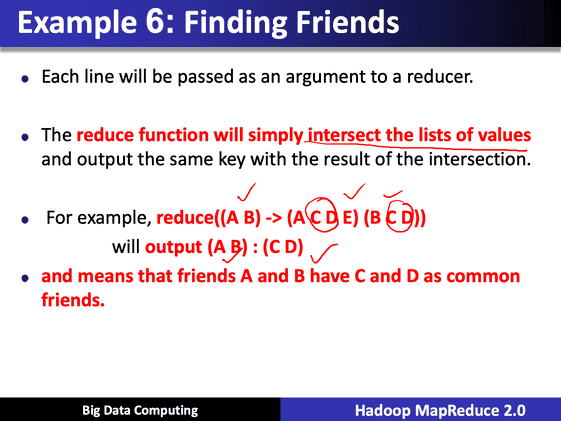 Example 6: Finding Friends
Each line will be passed as an argument to a reducer.
The reduce function will simply intersect the lists of values
and output the same key with the result of the intersection.
For example, reduce((A B) -> (A C D E) (B C D))
will output (A B) : (C D)
and means that friends A and B have C and D as common
friends.
Big Data Computing
Hadoop MapReduce 2.0